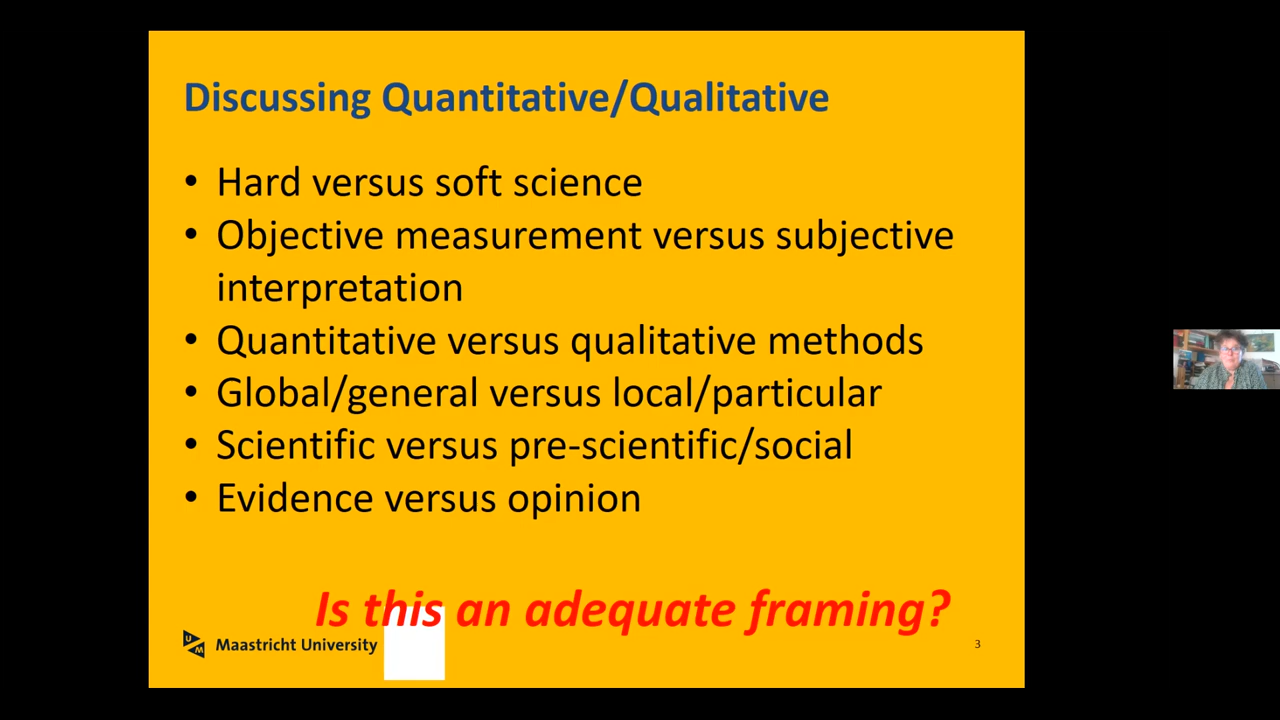 Discussing Quantitative/Qualitative
• Hard versus soft science
• Objective measurement versus subjective
interpretation
• Quantitative versus qualitative methods
• Global/general versus local/particular
• Scientific versus pre-scientific/social
• Evidence versus opinion
Is this an adequate framing?
UM Maastricht University
3